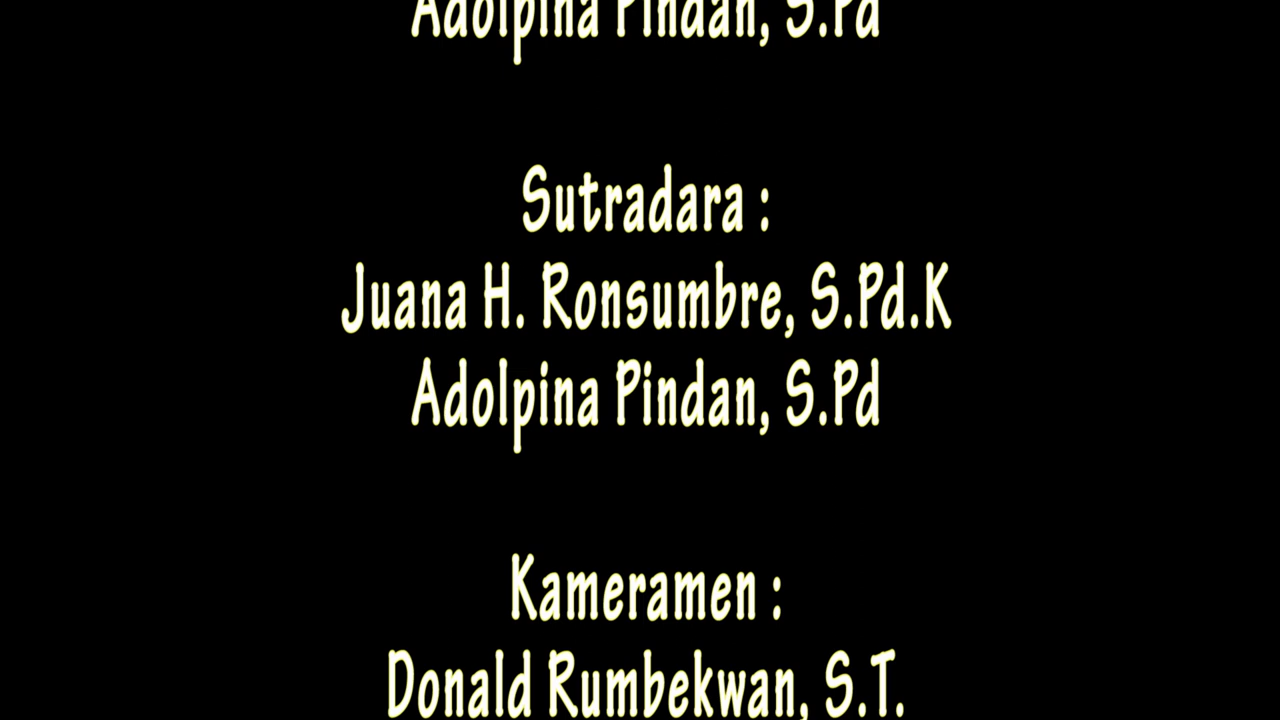 Adolpina Pindan, S.Pd
Sutradara :
Juana H. Ronsumbre, S.Pd.K
Adolpina Pindan, S.Pd
Kameramen :
Donald Rumbekwan, S.T.